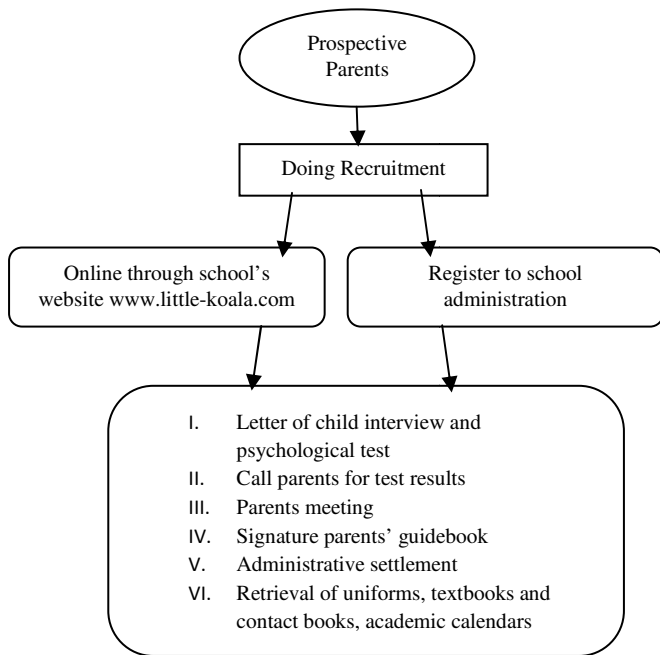 Prospective
Parents
Doing Recruitment
Online through school's
website www.little-koala.com
Register to school
administration
I. Letter of child interview and
psychological test
II. Call parents for test results
III. Parents meeting
IV. Signature parents' guidebook
V. Administrative settlement
VI. Retrieval of uniforms, textbooks and
contact books, academic calendars